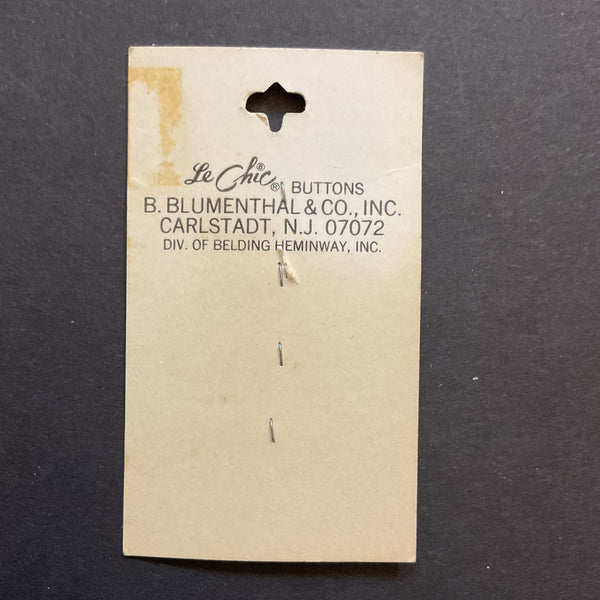 Le Chic®® BUTTONS
B. BLUMENTHAL & CO., INC.
CARLSTADT, N.J. 07072
DIV. OF BELDING HEMINWAY, INC.